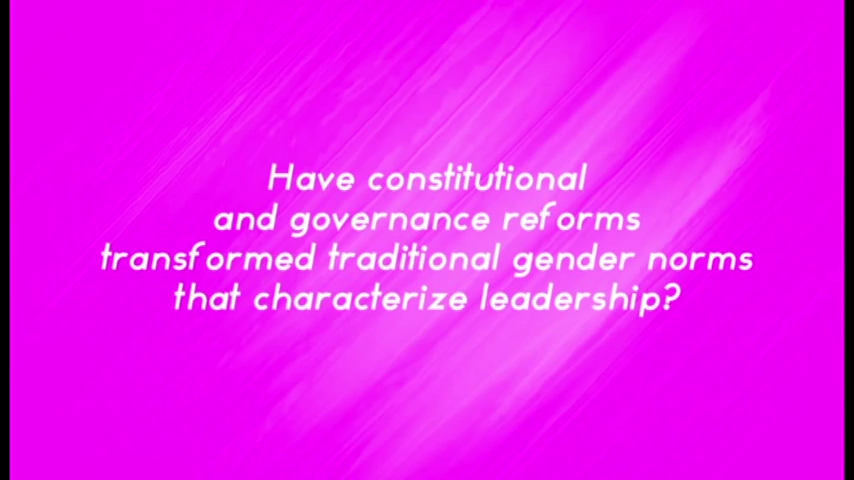 Have constitutional
and governance reforms
transformed traditional gender norms
that characterize leadership?